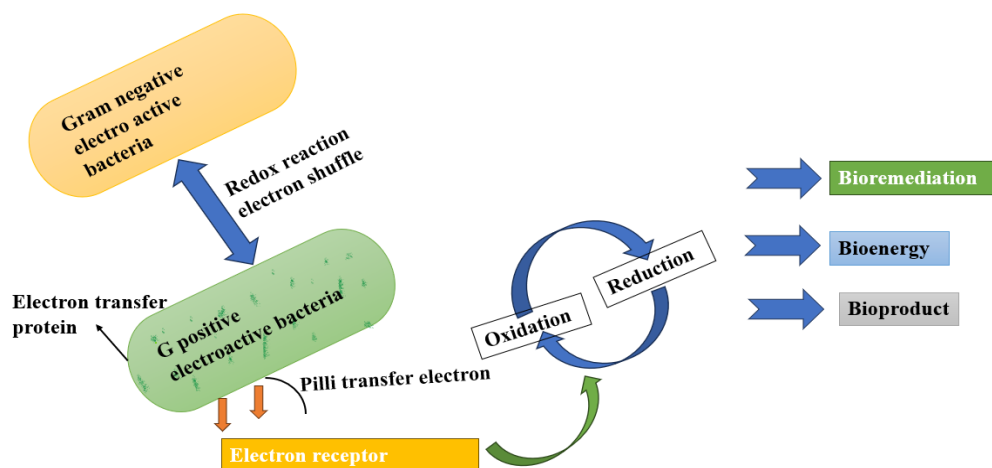 Gram negative
electro active
bacteria
Redox reaction
electron shuffle
Electron transfer
protein
G positive
electroactive bacteria
Pilli transfer electron
Electron receptor
Oxidation
Reduction
Bioremediation
Bioenergy
Bioproduct